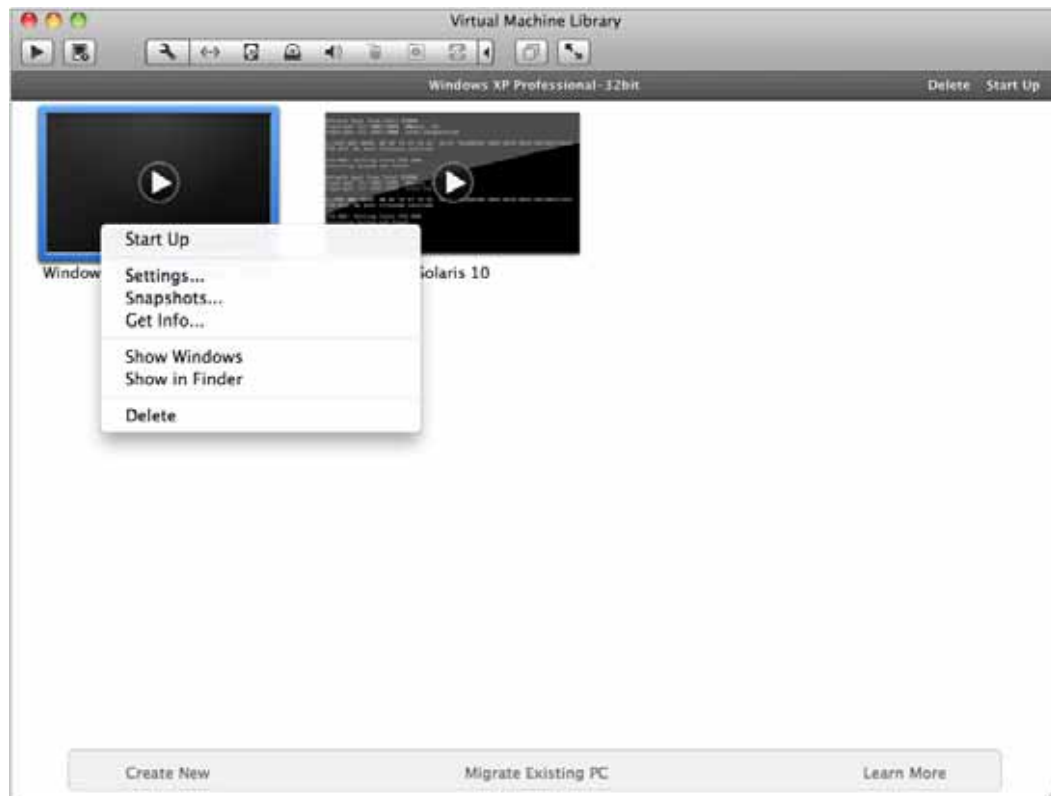 Virtual Machine Library
Windows XP Professional-32bit Delete Start Up
Window
Solaris 10
Start Up
Settings...
Snapshots...
Get Info...
Show Windows
Show in Finder
Delete
Create New Migrate Existing PC Learn More